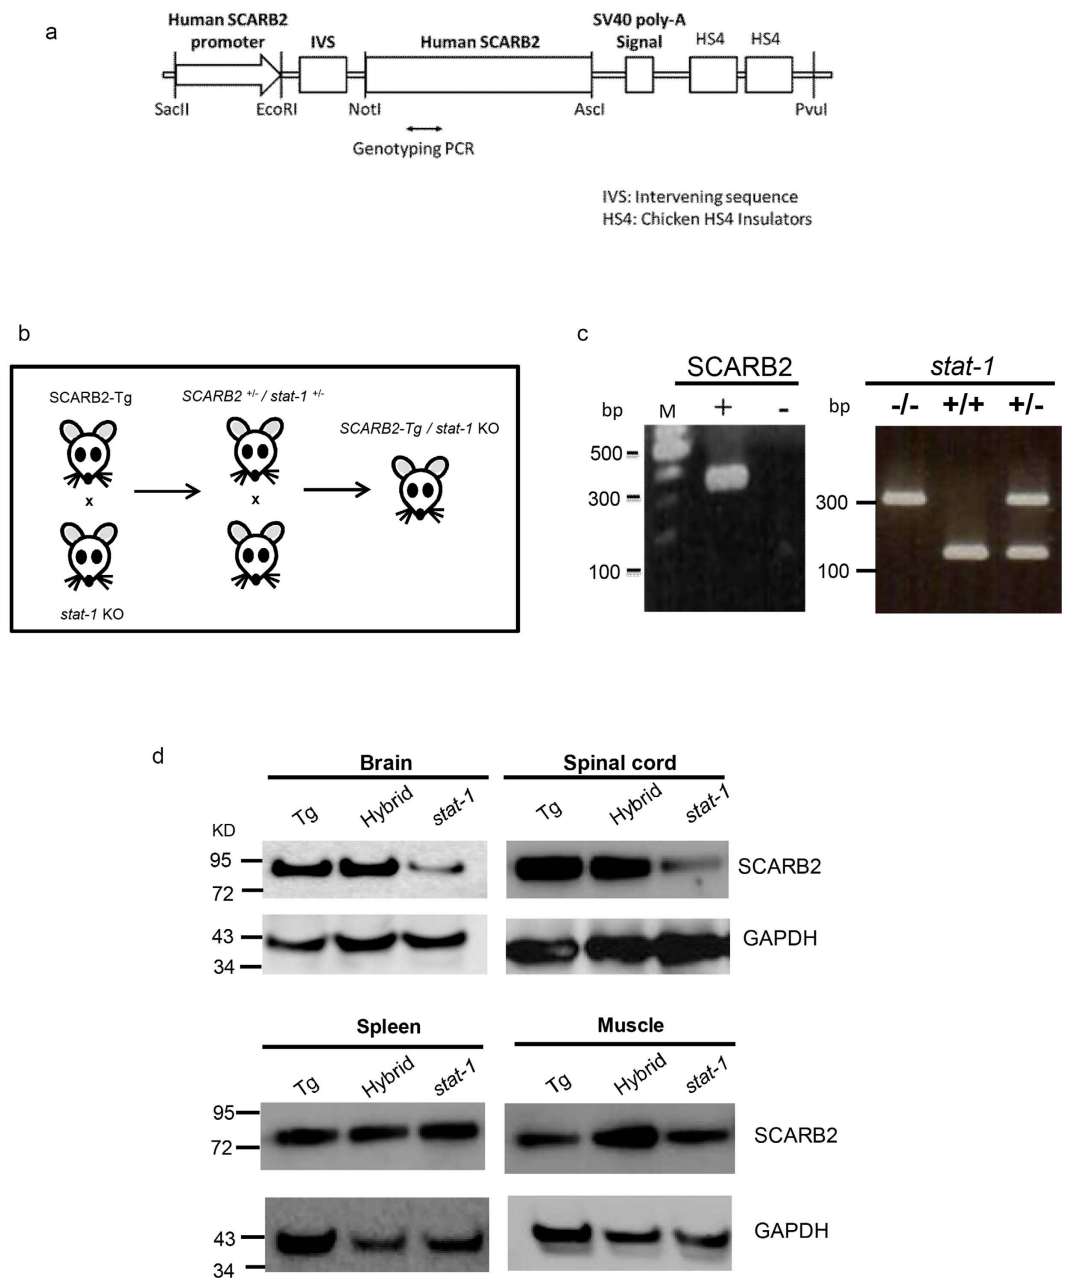 a
Human SCARB2
promoter
IVS
Human SCARB2
SV40 poly-A
Signal
HS4
HS4
SacII
EcoRI
NotI
AscI
PvuI
Genotyping PCR
IVS: Intervening sequence
HS4: Chicken HS4 Insulators
b
SCARB2-Tg
x
stat-1 KO
SCARB2 +/- / stat-1 +/-
x
SCARB2-Tg / stat-1 KO
c
SCARB2
bp M + -
500
300
100
stat-1
bp -/- +/+ +/-
300
100
d
Brain
Tg Hybrid stat-1
Spinal cord
Tg Hybrid stat-1
KD
95
72
SCARB2
43
34
GAPDH
Spleen
Tg Hybrid stat-1
Muscle
Tg Hybrid stat-1
95
72
SCARB2
43
34
GAPDH